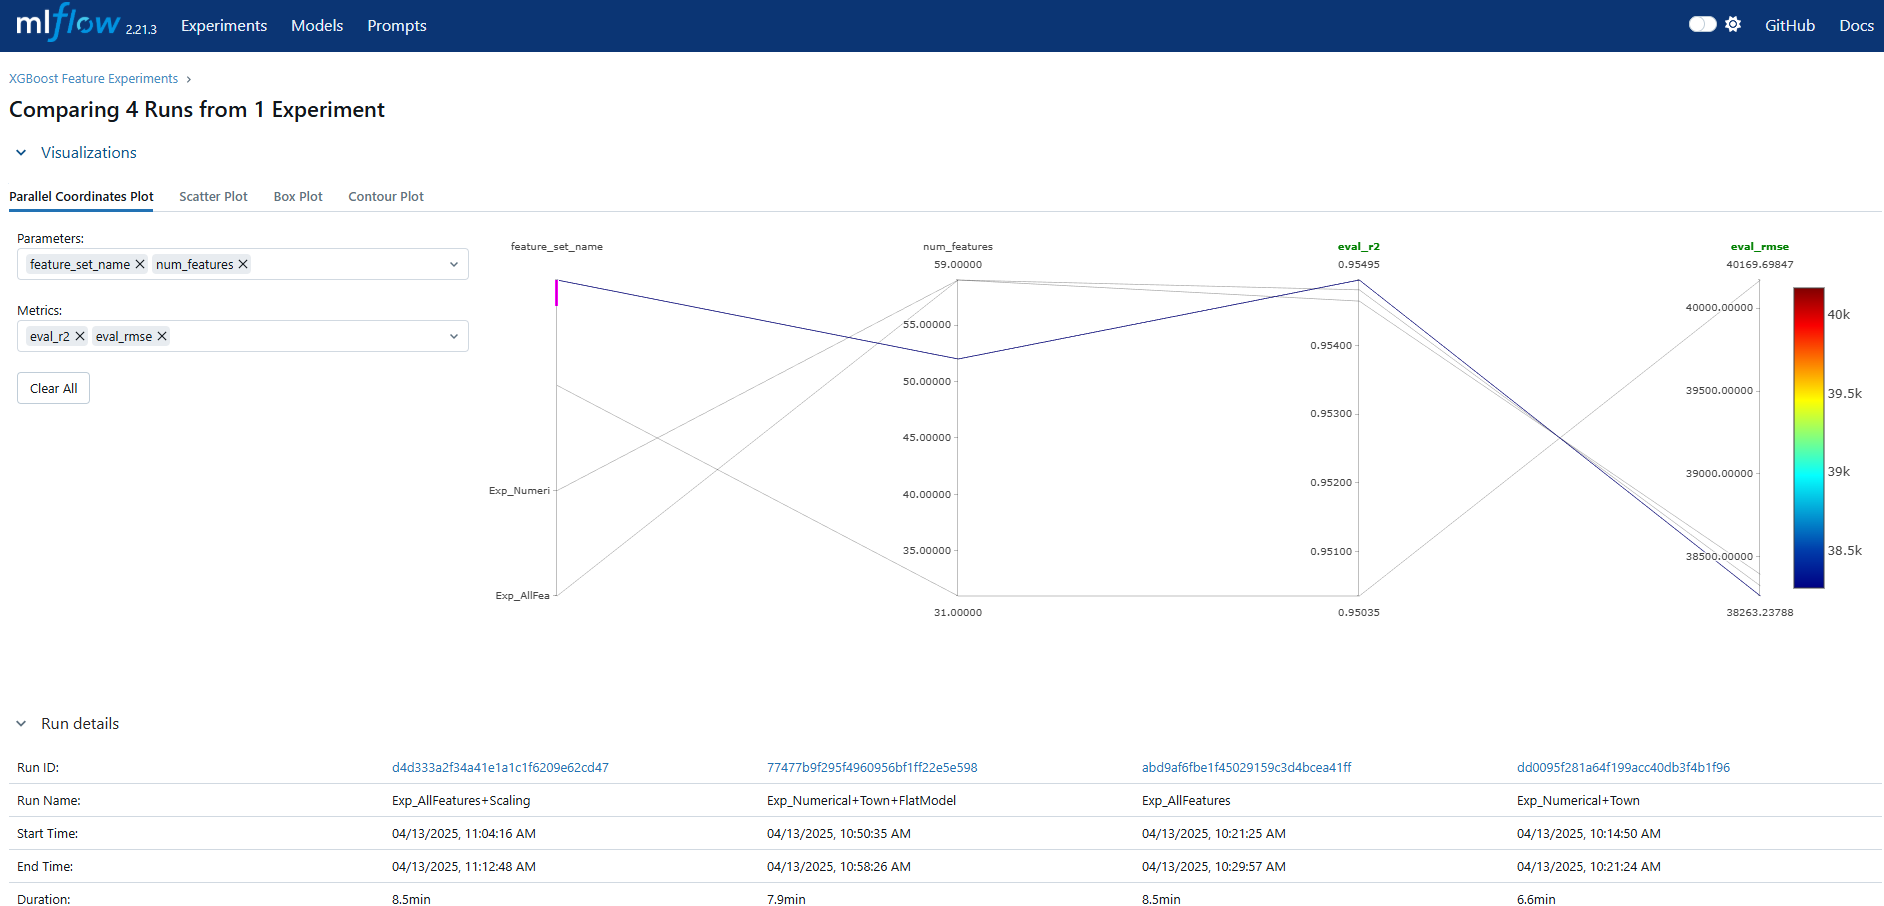 mlflow 2.21.3 Experiments Models Prompts GitHub Docs
XGBoost Feature Experiments ›
Comparing 4 Runs from 1 Experiment
Visualizations
Parallel Coordinates Plot Scatter Plot Box Plot Contour Plot
Parameters:
feature_set_name × num_features ×
Metrics:
eval_r2 × eval_rmse ×
Clear All
feature_set_name
Exp_Numeri
Exp_AllFea
num_features
59.00000
55.00000
50.00000
45.00000
40.00000
35.00000
31.00000
eval_r2
0.95495
0.95400
0.95300
0.95200
0.95100
0.95035
eval_rmse
40169.69847
40000.00000
39500.00000
39000.00000
38500.00000
38263.23788
40k
39.5k
39k
38.5k
Run details
Run ID: d4d333a2f34a41e1a1c1f6209e62cd47 77477b9f295f4960956bf1ff22e5e598 abd9af6fbe1f45029159c3d4bcea41ff dd0095f281a64f199acc40db3f4b1f96
Run Name: Exp_AllFeatures+Scaling Exp_Numerical+Town+FlatModel Exp_AllFeatures Exp_Numerical+Town
Start Time: 04/13/2025, 11:04:16 AM 04/13/2025, 10:50:35 AM 04/13/2025, 10:21:25 AM 04/13/2025, 10:14:50 AM
End Time: 04/13/2025, 11:12:48 AM 04/13/2025, 10:58:26 AM 04/13/2025, 10:29:57 AM 04/13/2025, 10:21:24 AM
Duration: 8.5min 7.9min 8.5min 6.6min